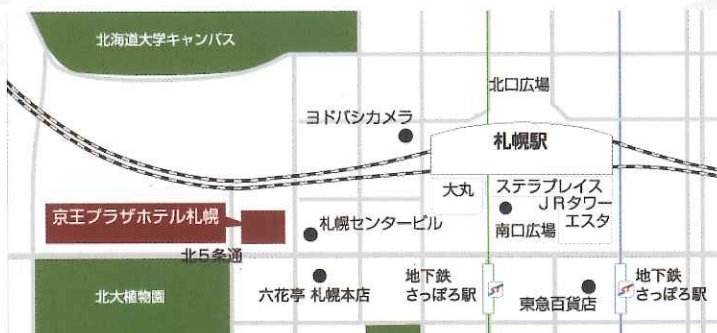 北海道大学キャンパス
北口広場
ヨドバシカメラ
札幌駅
大丸
ステラプレイス
JRタワー
エスタ
南口広場
京王プラザホテル札幌
札幌センタービル
北5条通
北大植物園
六花亭 札幌本店
地下鉄
さっぽろ駅
東急百貨店
地下鉄
さっぽろ駅